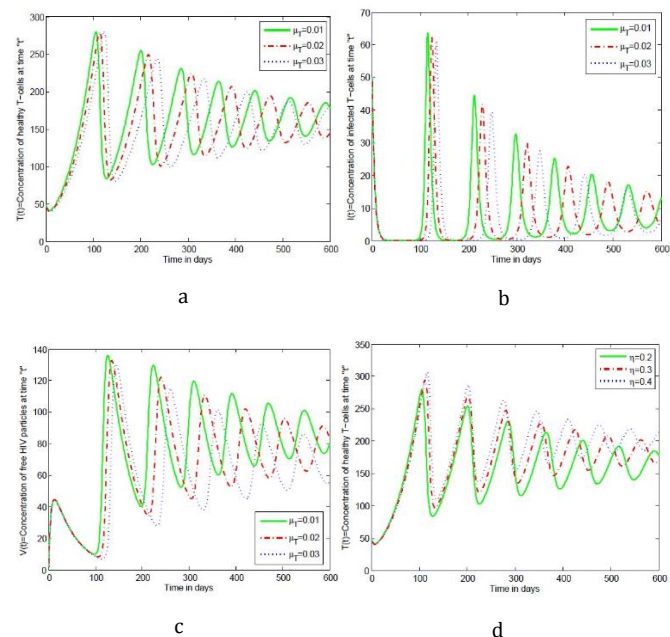 300
250
200
150
100
50
0
0 100 200 300 400 500 600
T(t)=Concentration of healthy T-cells at time "t"
Time in days
μT=0.01
μT=0.02
μT=0.03
a
70
60
50
40
30
20
10
0
0 100 200 300 400 500 600
I(t)=Concentration of infected T-cells at time "t"
Time in days
μT=0.01
μT=0.02
μT=0.03
b
140
120
100
80
60
40
20
0
0 100 200 300 400 500 600
V(t)=Concentration of free HIV particles at time "t"
Time in days
μT=0.01
μT=0.02
μT=0.03
c
350
300
250
200
150
100
50
0
0 100 200 300 400 500 600
T(t)=Concentration of healthy T-cells at time "t"
Time in days
η=0.2
η=0.3
η=0.4
d